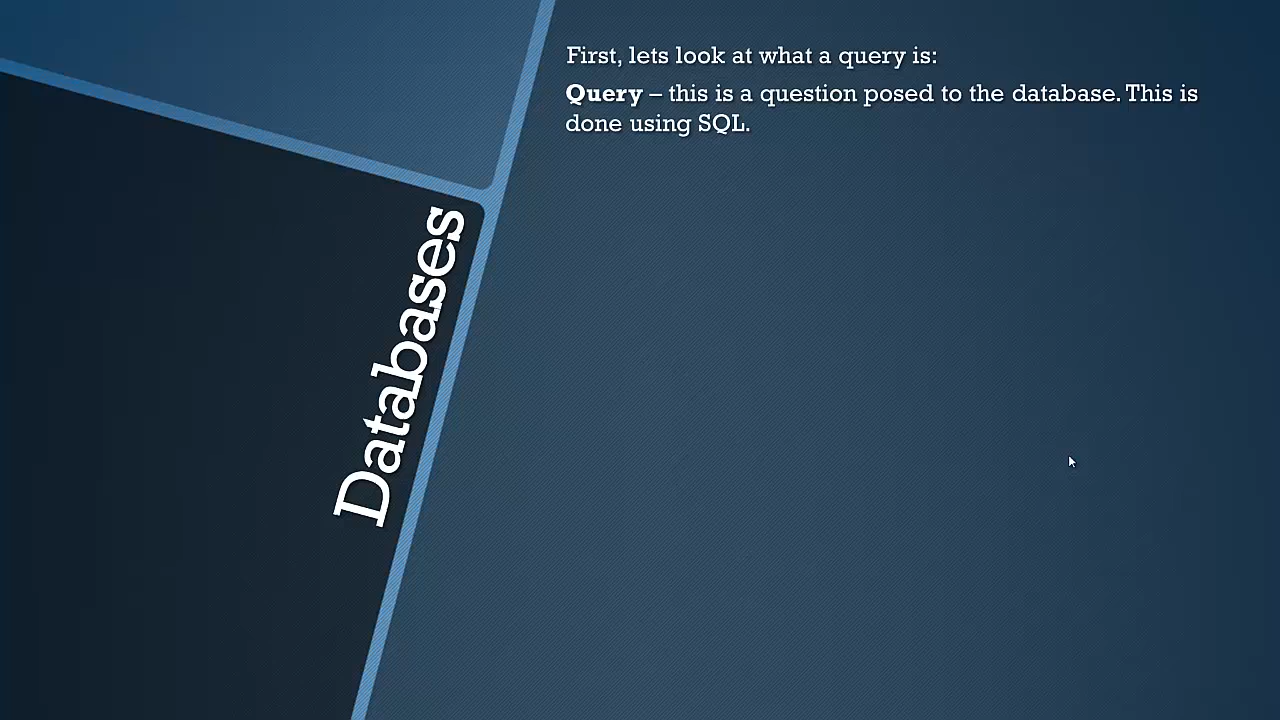 First, lets look at what a query is:
Query – this is a question posed to the database. This is
done using SQL.
Databases